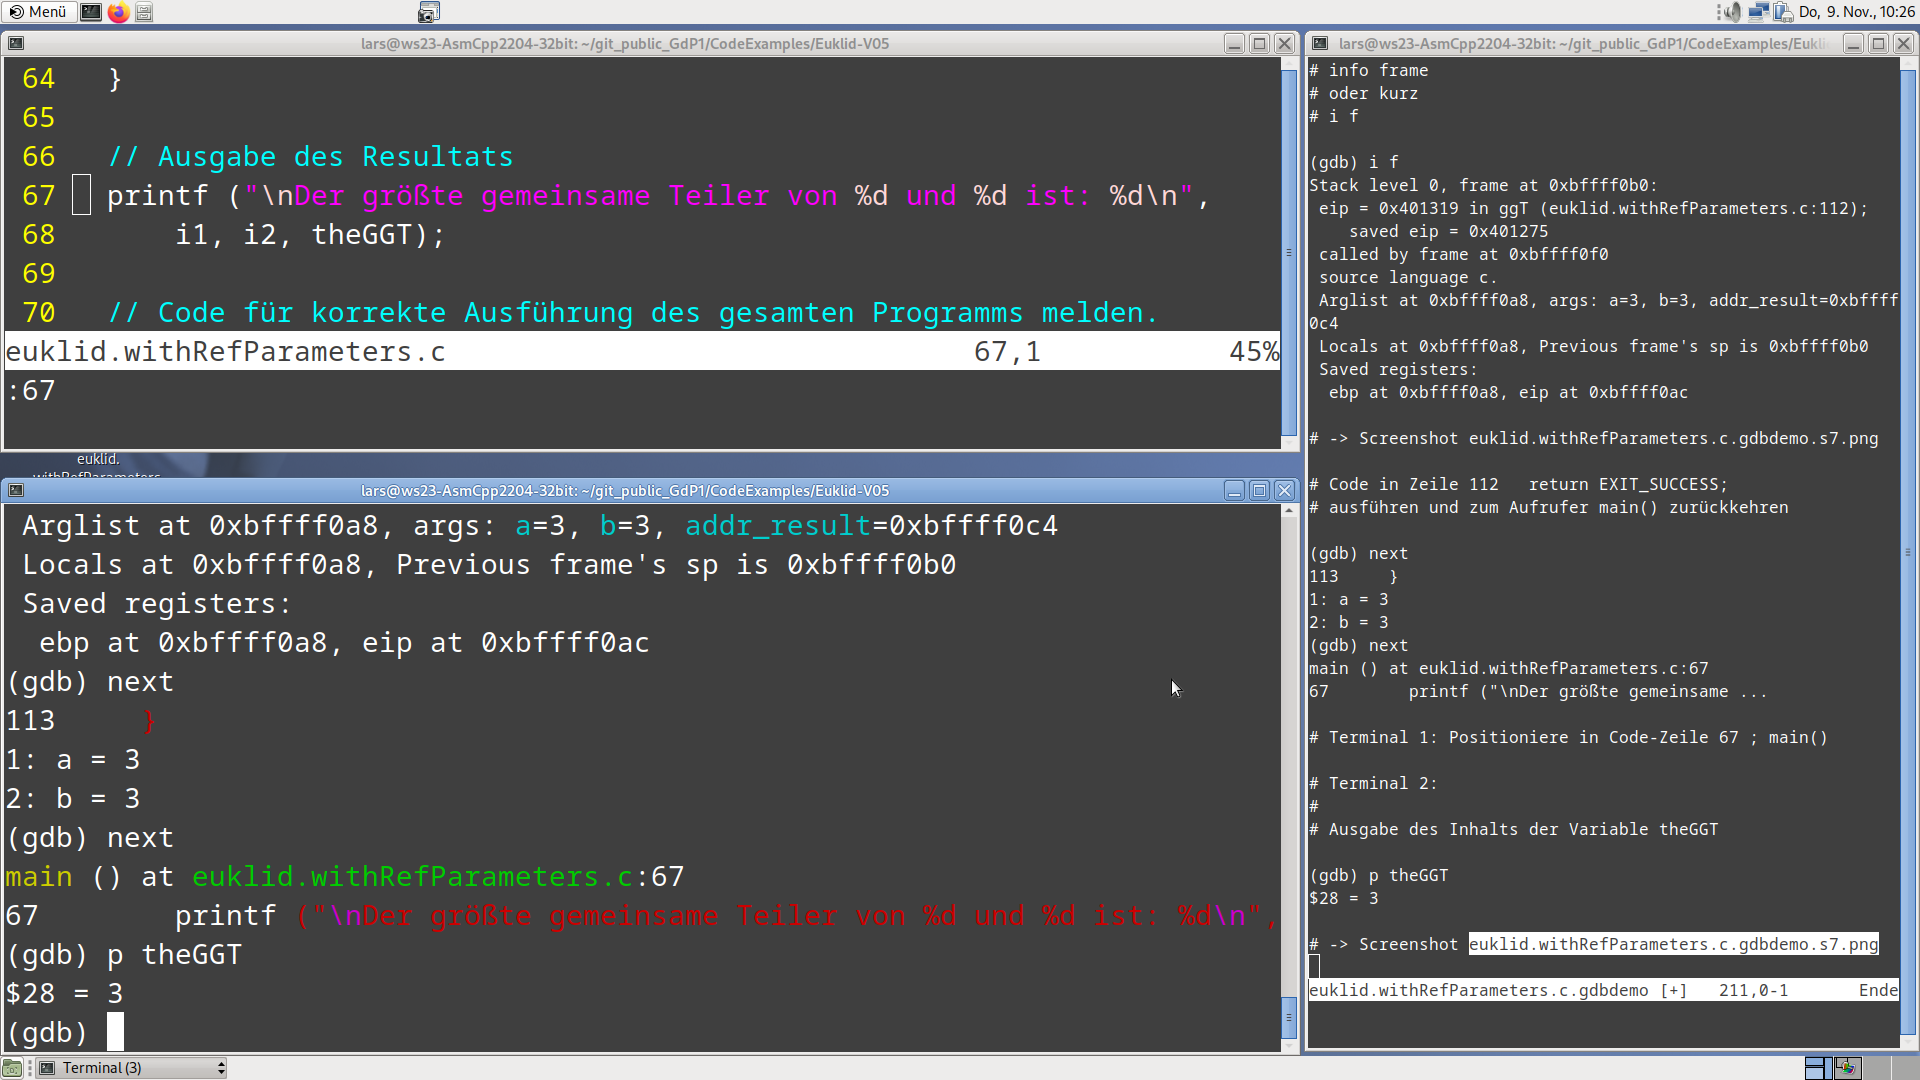 Menü
Do, 9. Nov., 10:26
lars@ws23-AsmCpp2204-32bit: ~/git_public_GdP1/CodeExamples/Euklid-V05
64   }
65
66   // Ausgabe des Resultats
67   printf ("\nDer größte gemeinsame Teiler von %d und %d ist: %d\n",
68       i1, i2, theGGT);
69
70   // Code für korrekte Ausführung des gesamten Programms melden.
euklid.withRefParameters.c 67,1 45%
:67
euklid.
withRefParameters
lars@ws23-AsmCpp2204-32bit: ~/git_public_GdP1/CodeExamples/Euklid-V05
Arglist at 0xbffff0a8, args: a=3, b=3, addr_result=0xbffff0c4
Locals at 0xbffff0a8, Previous frame's sp is 0xbffff0b0
Saved registers:
ebp at 0xbffff0a8, eip at 0xbffff0ac
(gdb) next
113     }
1: a = 3
2: b = 3
(gdb) next
main () at euklid.withRefParameters.c:67
67        printf ("\nDer größte gemeinsame Teiler von %d und %d ist: %d\n",
(gdb) p theGGT
$28 = 3
(gdb)
lars@ws23-AsmCpp2204-32bit: ~/git_public_GdP1/CodeExamples/Eukl
# info frame
# oder kurz
# i f
(gdb) i f
Stack level 0, frame at 0xbffff0b0:
eip = 0x401319 in ggT (euklid.withRefParameters.c:112);
saved eip = 0x401275
called by frame at 0xbffff0f0
source language c.
Arglist at 0xbffff0a8, args: a=3, b=3, addr_result=0xbffff
0c4
Locals at 0xbffff0a8, Previous frame's sp is 0xbffff0b0
Saved registers:
ebp at 0xbffff0a8, eip at 0xbffff0ac
# -> Screenshot euklid.withRefParameters.c.gdbdemo.s7.png
# Code in Zeile 112   return EXIT_SUCCESS;
# ausführen und zum Aufrufer main() zurückkehren
(gdb) next
113     }
1: a = 3
2: b = 3
(gdb) next
main () at euklid.withRefParameters.c:67
67        printf ("\nDer größte gemeinsame ...
# Terminal 1: Positioniere in Code-Zeile 67 ; main()
# Terminal 2:
#
# Ausgabe des Inhalts der Variable theGGT
(gdb) p theGGT
$28 = 3
# -> Screenshot euklid.withRefParameters.c.gdbdemo.s7.png
euklid.withRefParameters.c.gdbdemo [+] 211,0-1 Ende
Terminal (3)